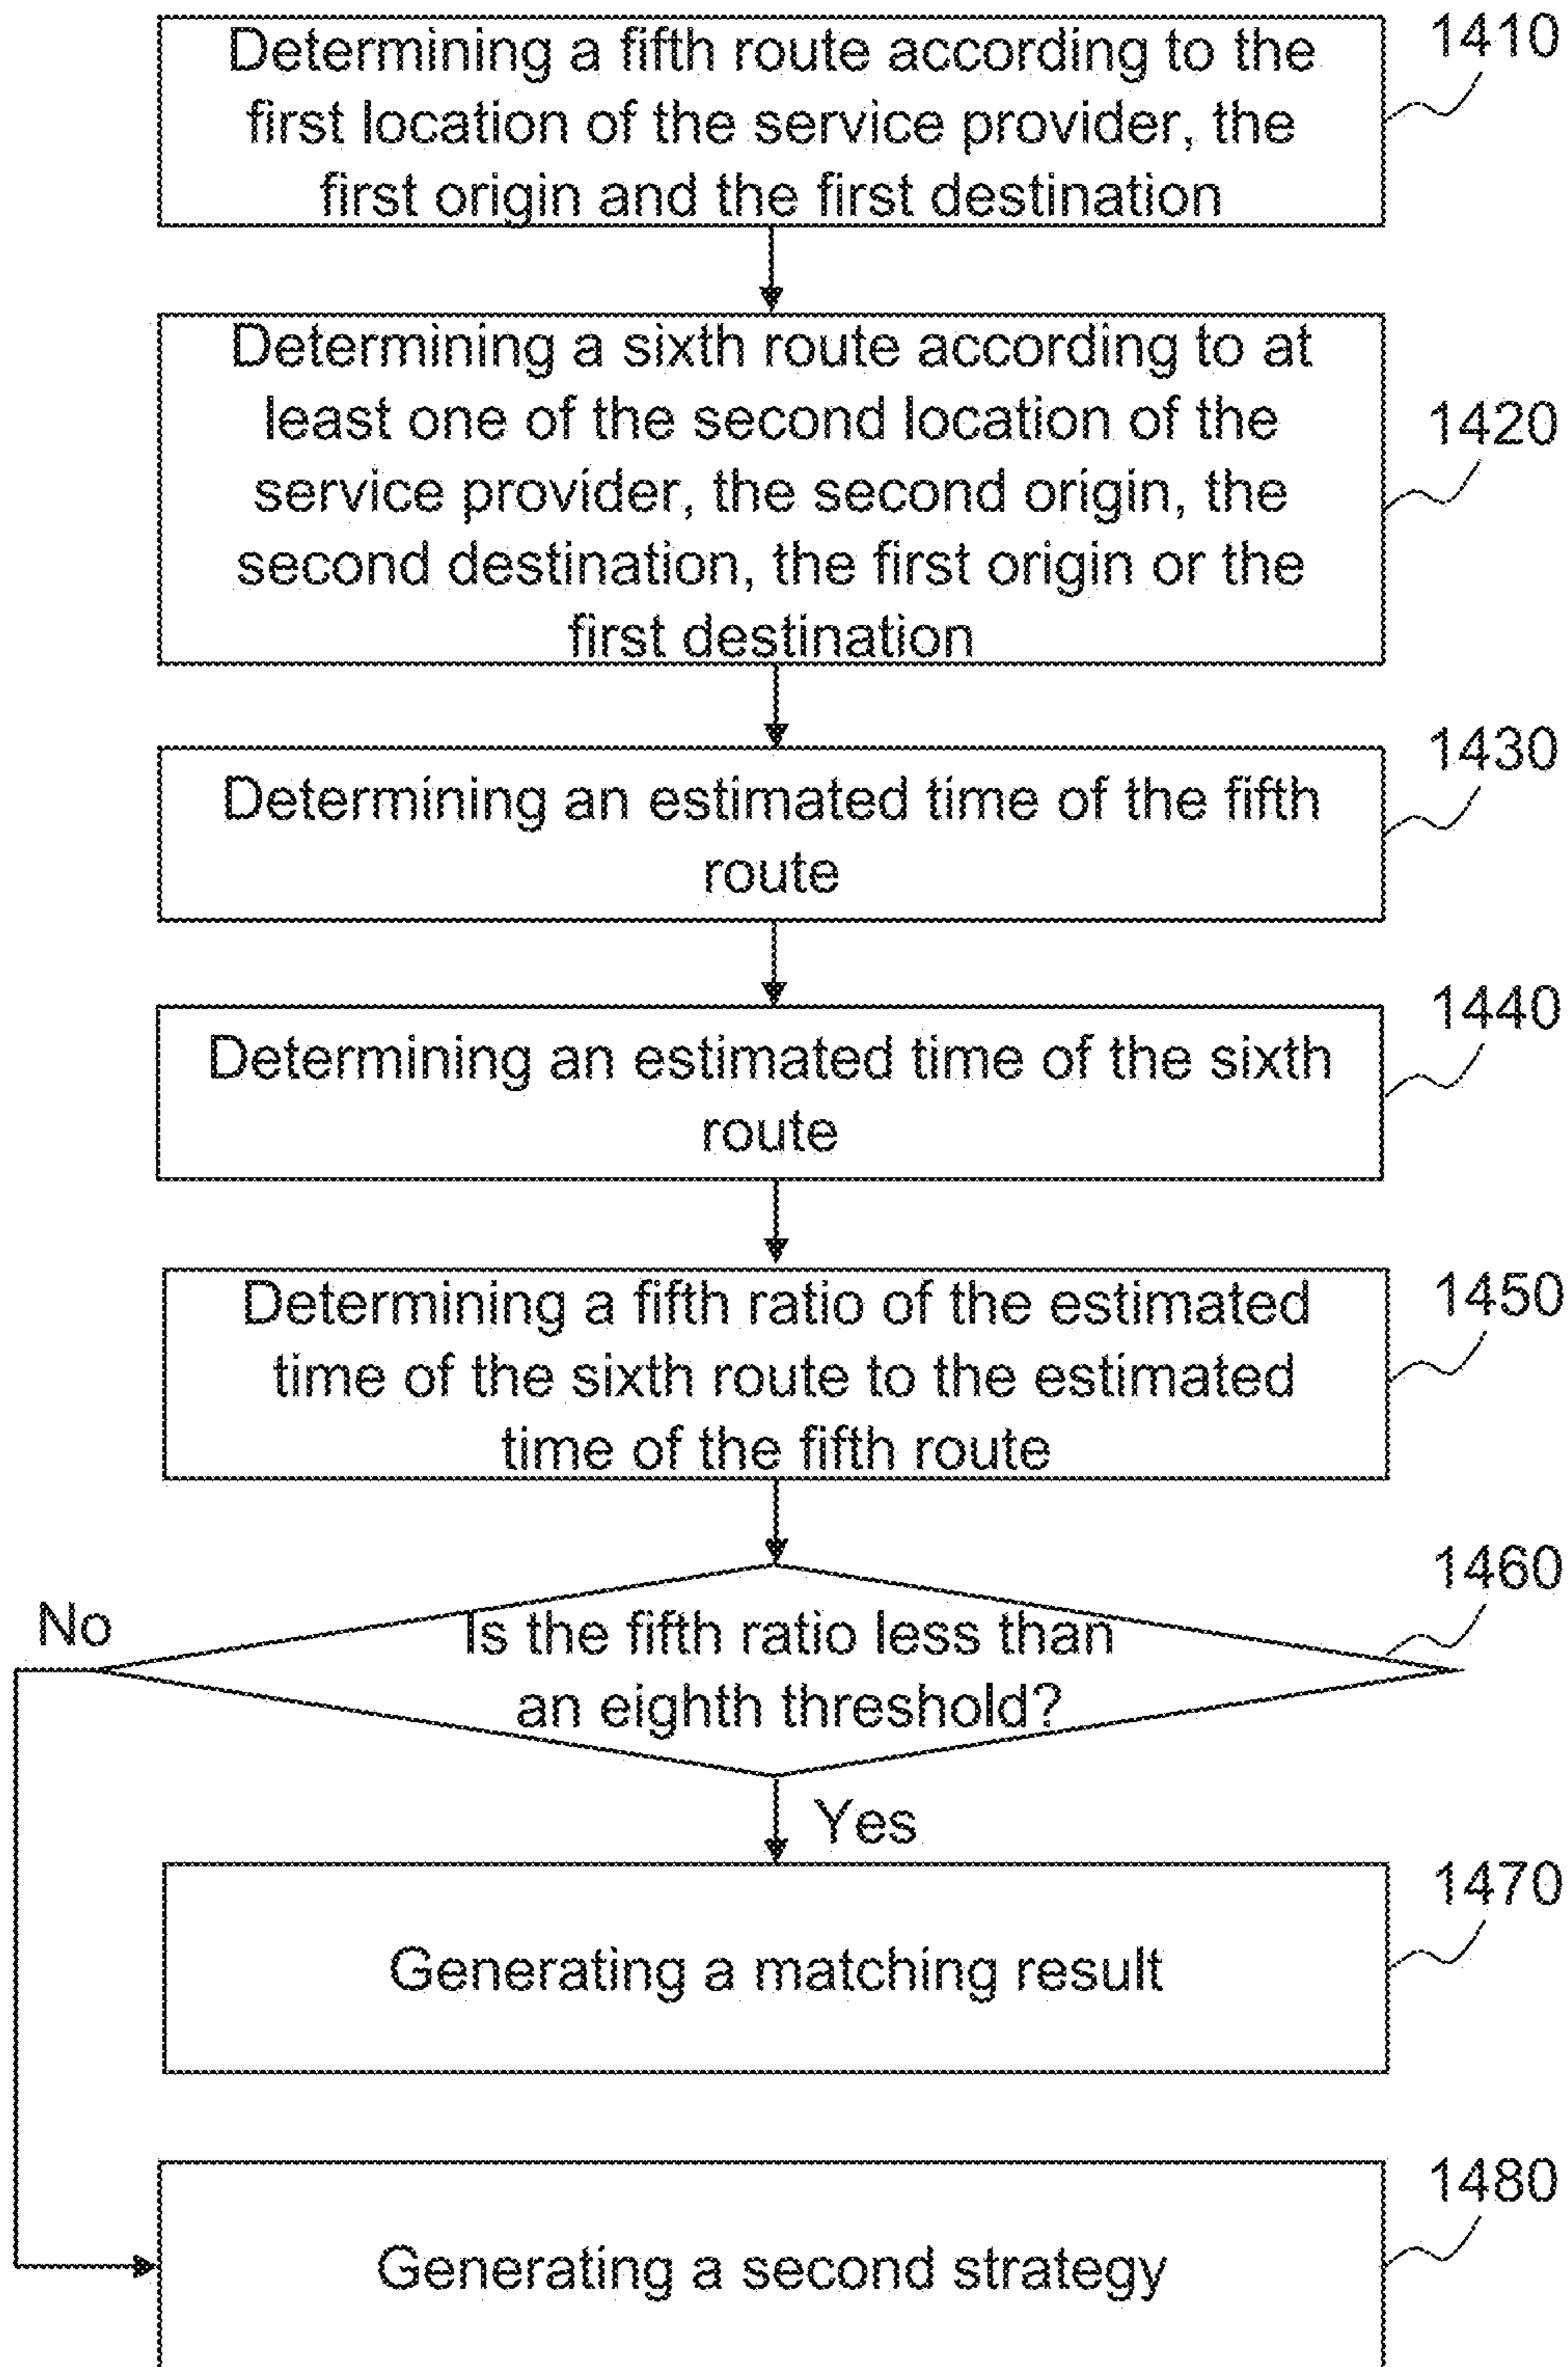 1410
Determining a fifth route according to the
first location of the service provider, the
first origin and the first destination
Determining a sixth route according to at
least one of the second location of the
service provider, the second origin, the
second destination, the first origin or the
first destination
1420
1430
Determining an estimated time of the fifth
route
1440
Determining an estimated time of the sixth
route
1450
Determining a fifth ratio of the estimated
time of the sixth route to the estimated
time of the fifth route
1460
No
Is the fifth ratio less than
an eighth threshold?
Yes
1470
Generating a matching result
1480
Generating a second strategy